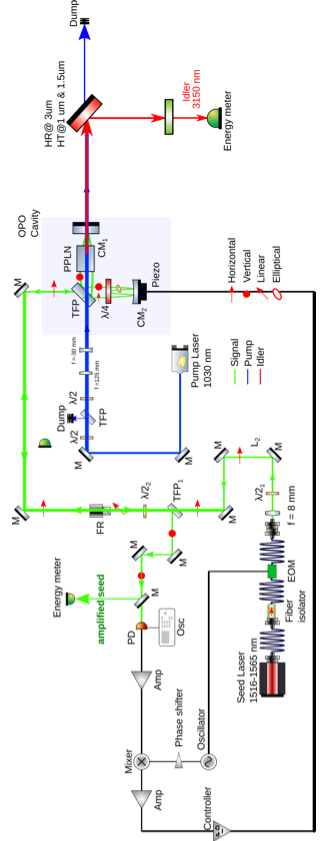 Dump
HR@ 3um
HT@1 um & 1.5um
Idler
3150 nm
Energy meter
OPO
Cavity
PPLN
CM1
TFP
M
λ/4
CM2
Piezo
Horizontal
Vertical
Linear
Elliptical
f =-30 mm
f =125 mm
Dump
λ/2
λ/2
TFP
M
Pump Laser
1030 nm
Signal
Pump
Idler
M
FR
λ/22
TFP1
M
M
L2
M
λ/21
f = 8 mm
EOM
Fiber
isolator
Seed Laser
1516-1565 nm
Energy meter
amplified seed
M
M
M
PD
Osc
Amp
Mixer
Phase shifter
Oscillator
Amp
Controller